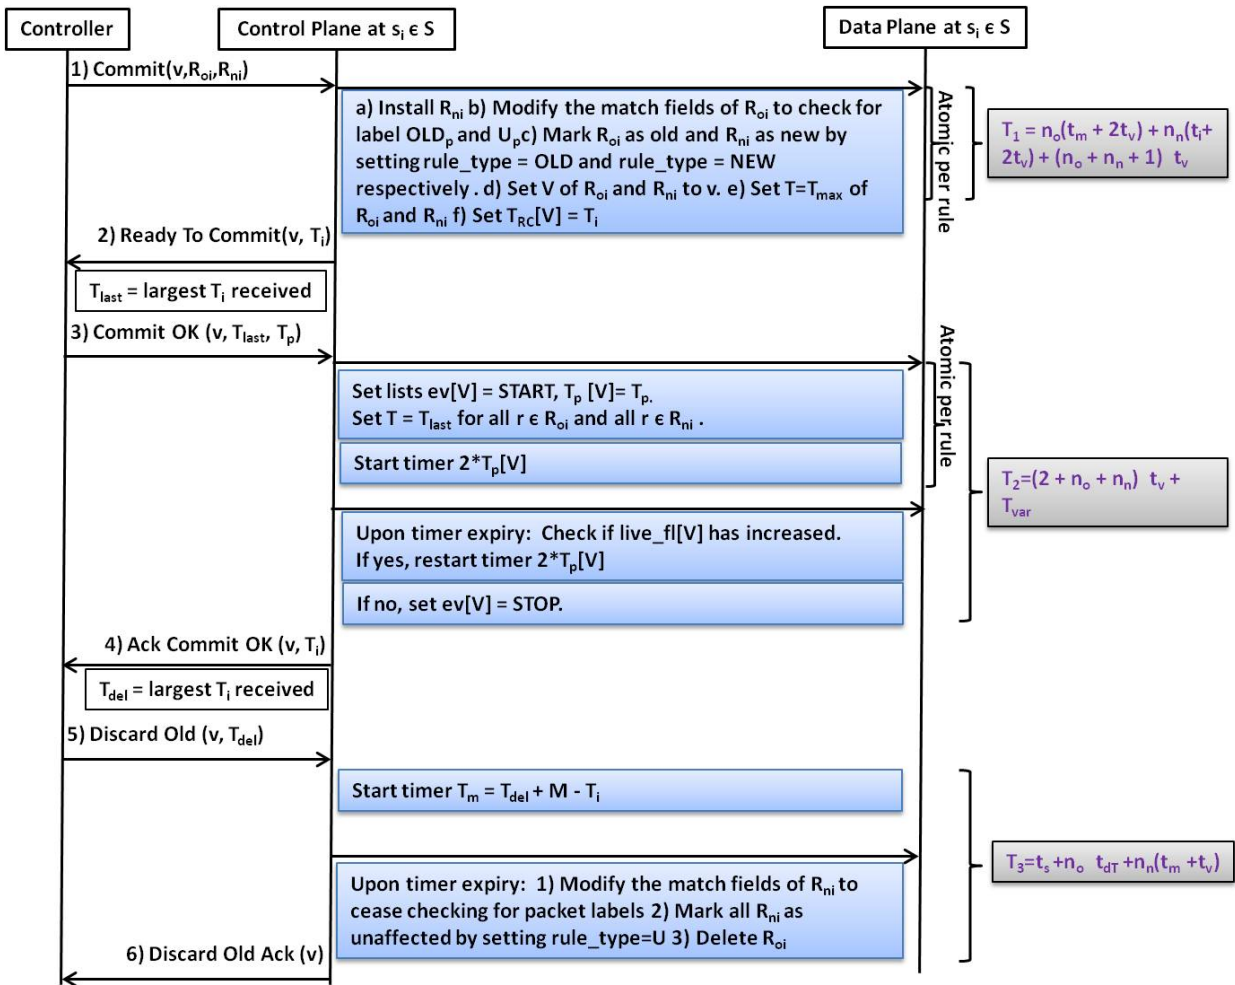 Controller
Control Plane at si ϵ S
Data Plane at si ϵ S
1) Commit(v,Roi,Rni)
a) Install Rni b) Modify the match fields of Roi to check for
label OLDp and Upc) Mark Roi as old and Rni as new by
setting rule_type = OLD and rule_type = NEW
respectively . d) Set V of Roi and Rni to v. e) Set T=Tmax of
Roi and Rni f) Set TRC[V] = Ti
Atomic per rule
T1 = no(tm + 2tv) + nn(ti+
2tv) + (no + nn + 1) tv
2) Ready To Commit(v, Ti)
Tlast = largest Ti received
3) Commit OK (v, Tlast, Tp)
Set lists ev[V] = START, Tp [V]= Tp.
Set T = Tlast for all r ϵ Roi and all r ϵ Rni .
Start timer 2*Tp[V]
Atomic per rule
T2=(2 + no + nn) tv +
Tvar
Upon timer expiry: Check if live_fl[V] has increased.
If yes, restart timer 2*Tp[V]
If no, set ev[V] = STOP.
4) Ack Commit OK (v, Ti)
Tdel = largest Ti received
5) Discard Old (v, Tdel)
Start timer Tm = Tdel + M - Ti
T3=ts +no tdT +nn(tm +tv)
Upon timer expiry: 1) Modify the match fields of Rni to
cease checking for packet labels 2) Mark all Rni as
unaffected by setting rule_type=U 3) Delete Roi
6) Discard Old Ack (v)